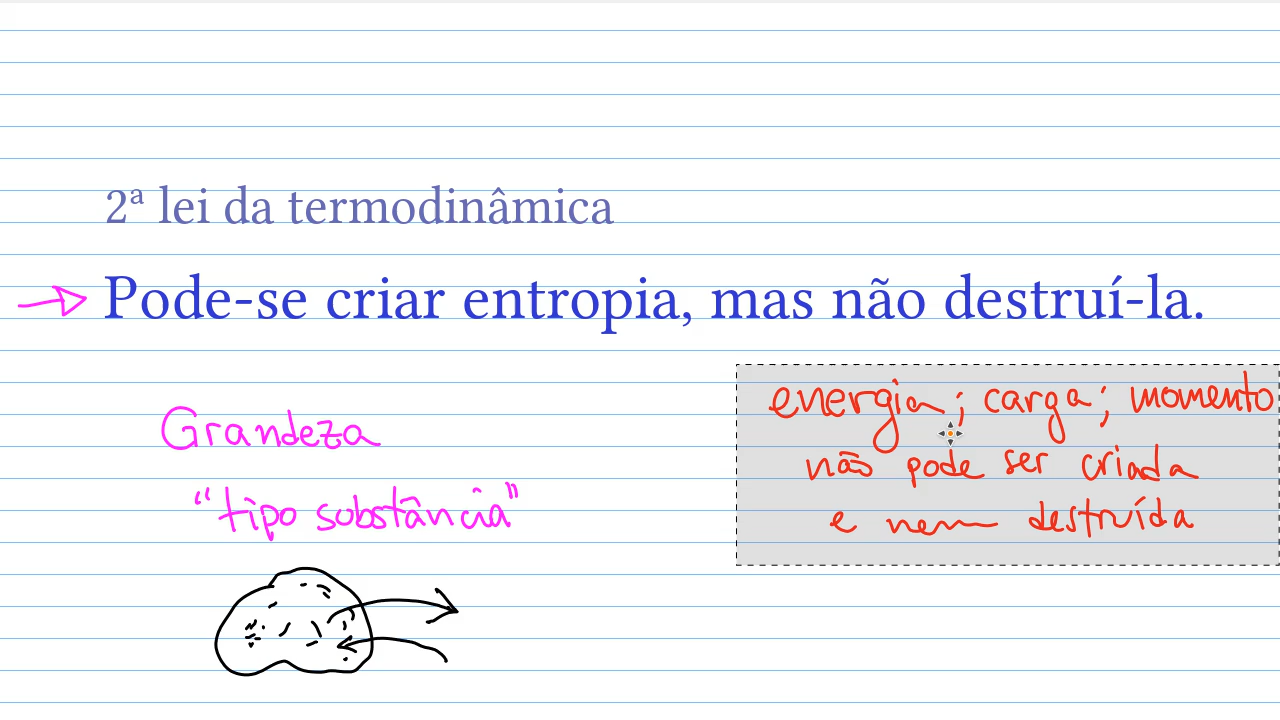 2ª lei da termodinâmica
Pode-se criar entropia, mas não destruí-la.
energia; carga; momento
Grandeza
não pode ser criada
"tipo substância"
e nem destruída